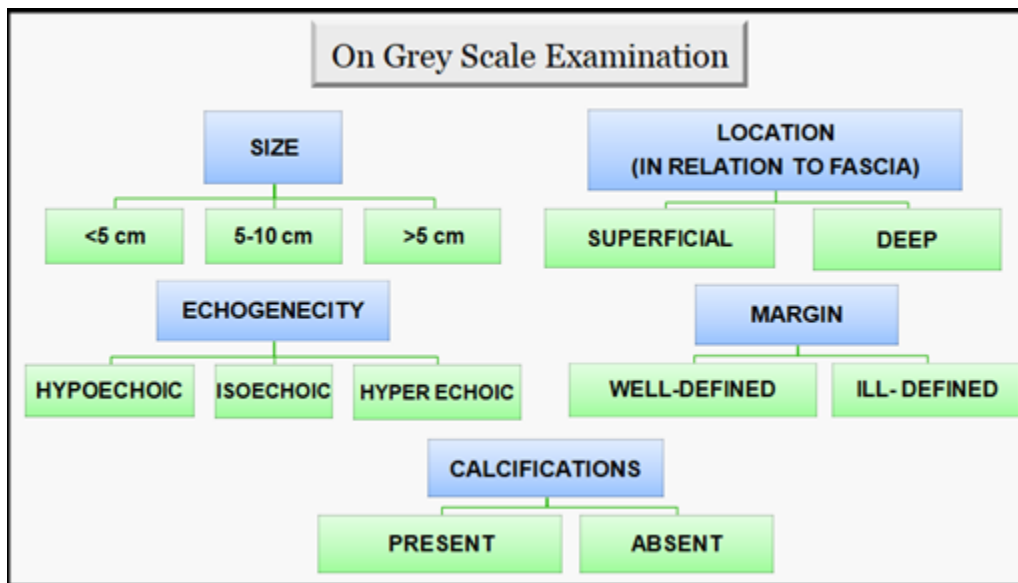 On Grey Scale Examination
SIZE
<5 cm
5-10 cm
>5 cm
LOCATION
(IN RELATION TO FASCIA)
SUPERFICIAL
DEEP
ECHOGENECITY
HYPOECHOIC
ISOECHOIC
HYPER ECHOIC
MARGIN
WELL-DEFINED
ILL- DEFINED
CALCIFICATIONS
PRESENT
ABSENT